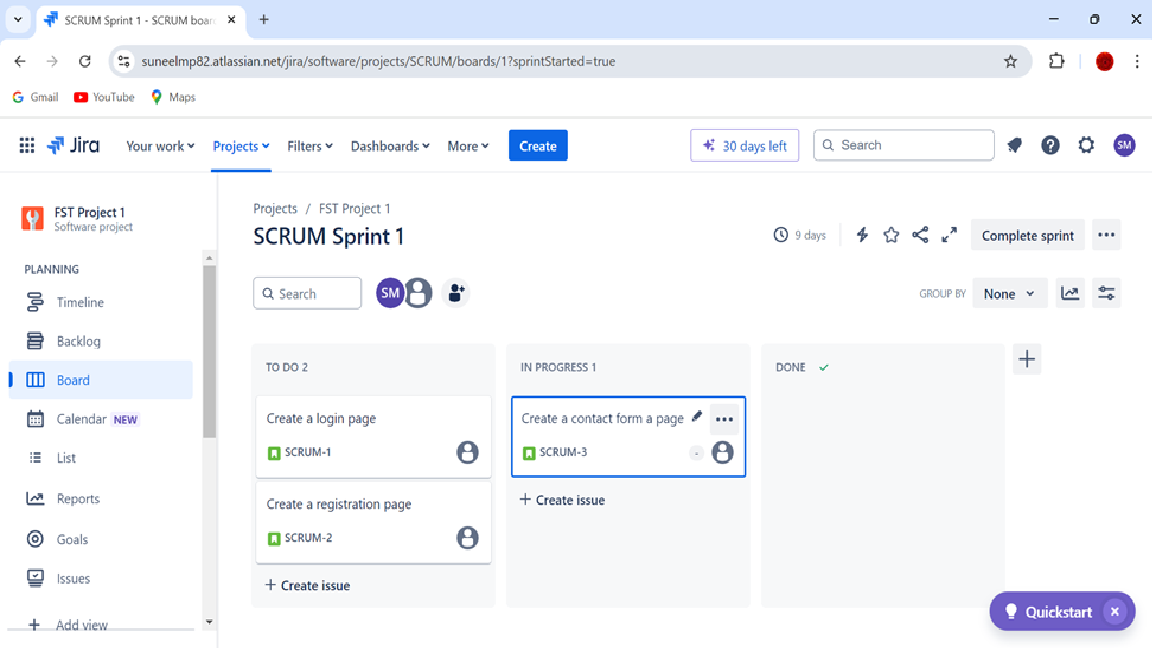 SCRUM Sprint 1 - SCRUM boar
suneelmp82.atlassian.net/jira/software/projects/SCRUM/boards/1?sprintStarted=true
Gmail YouTube Maps
Jira Your work Projects Filters Dashboards More Create 30 days left Search SM
FST Project 1
Software project
PLANNING
Timeline
Backlog
Board
Calendar NEW
List
Reports
Goals
Issues
Add view
Projects / FST Project 1
SCRUM Sprint 1
9 days Complete sprint
Search SM
GROUP BY None
TO DO 2
Create a login page
SCRUM-1
Create a registration page
SCRUM-2
+ Create issue
IN PROGRESS 1
Create a contact form a page
SCRUM-3 -
+ Create issue
DONE
Quickstart